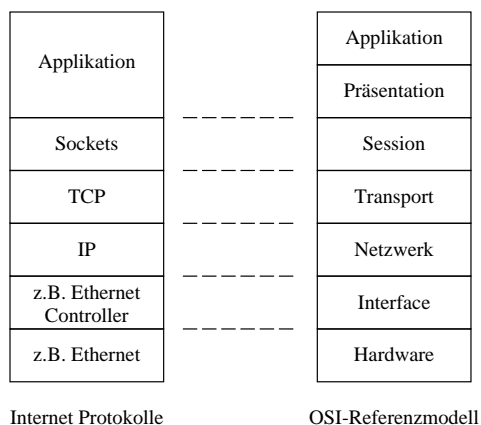 Applikation
Sockets
TCP
IP
z.B. Ethernet
Controller
z.B. Ethernet
Internet Protokolle
Applikation
Präsentation
Session
Transport
Netzwerk
Interface
Hardware
OSI-Referenzmodell